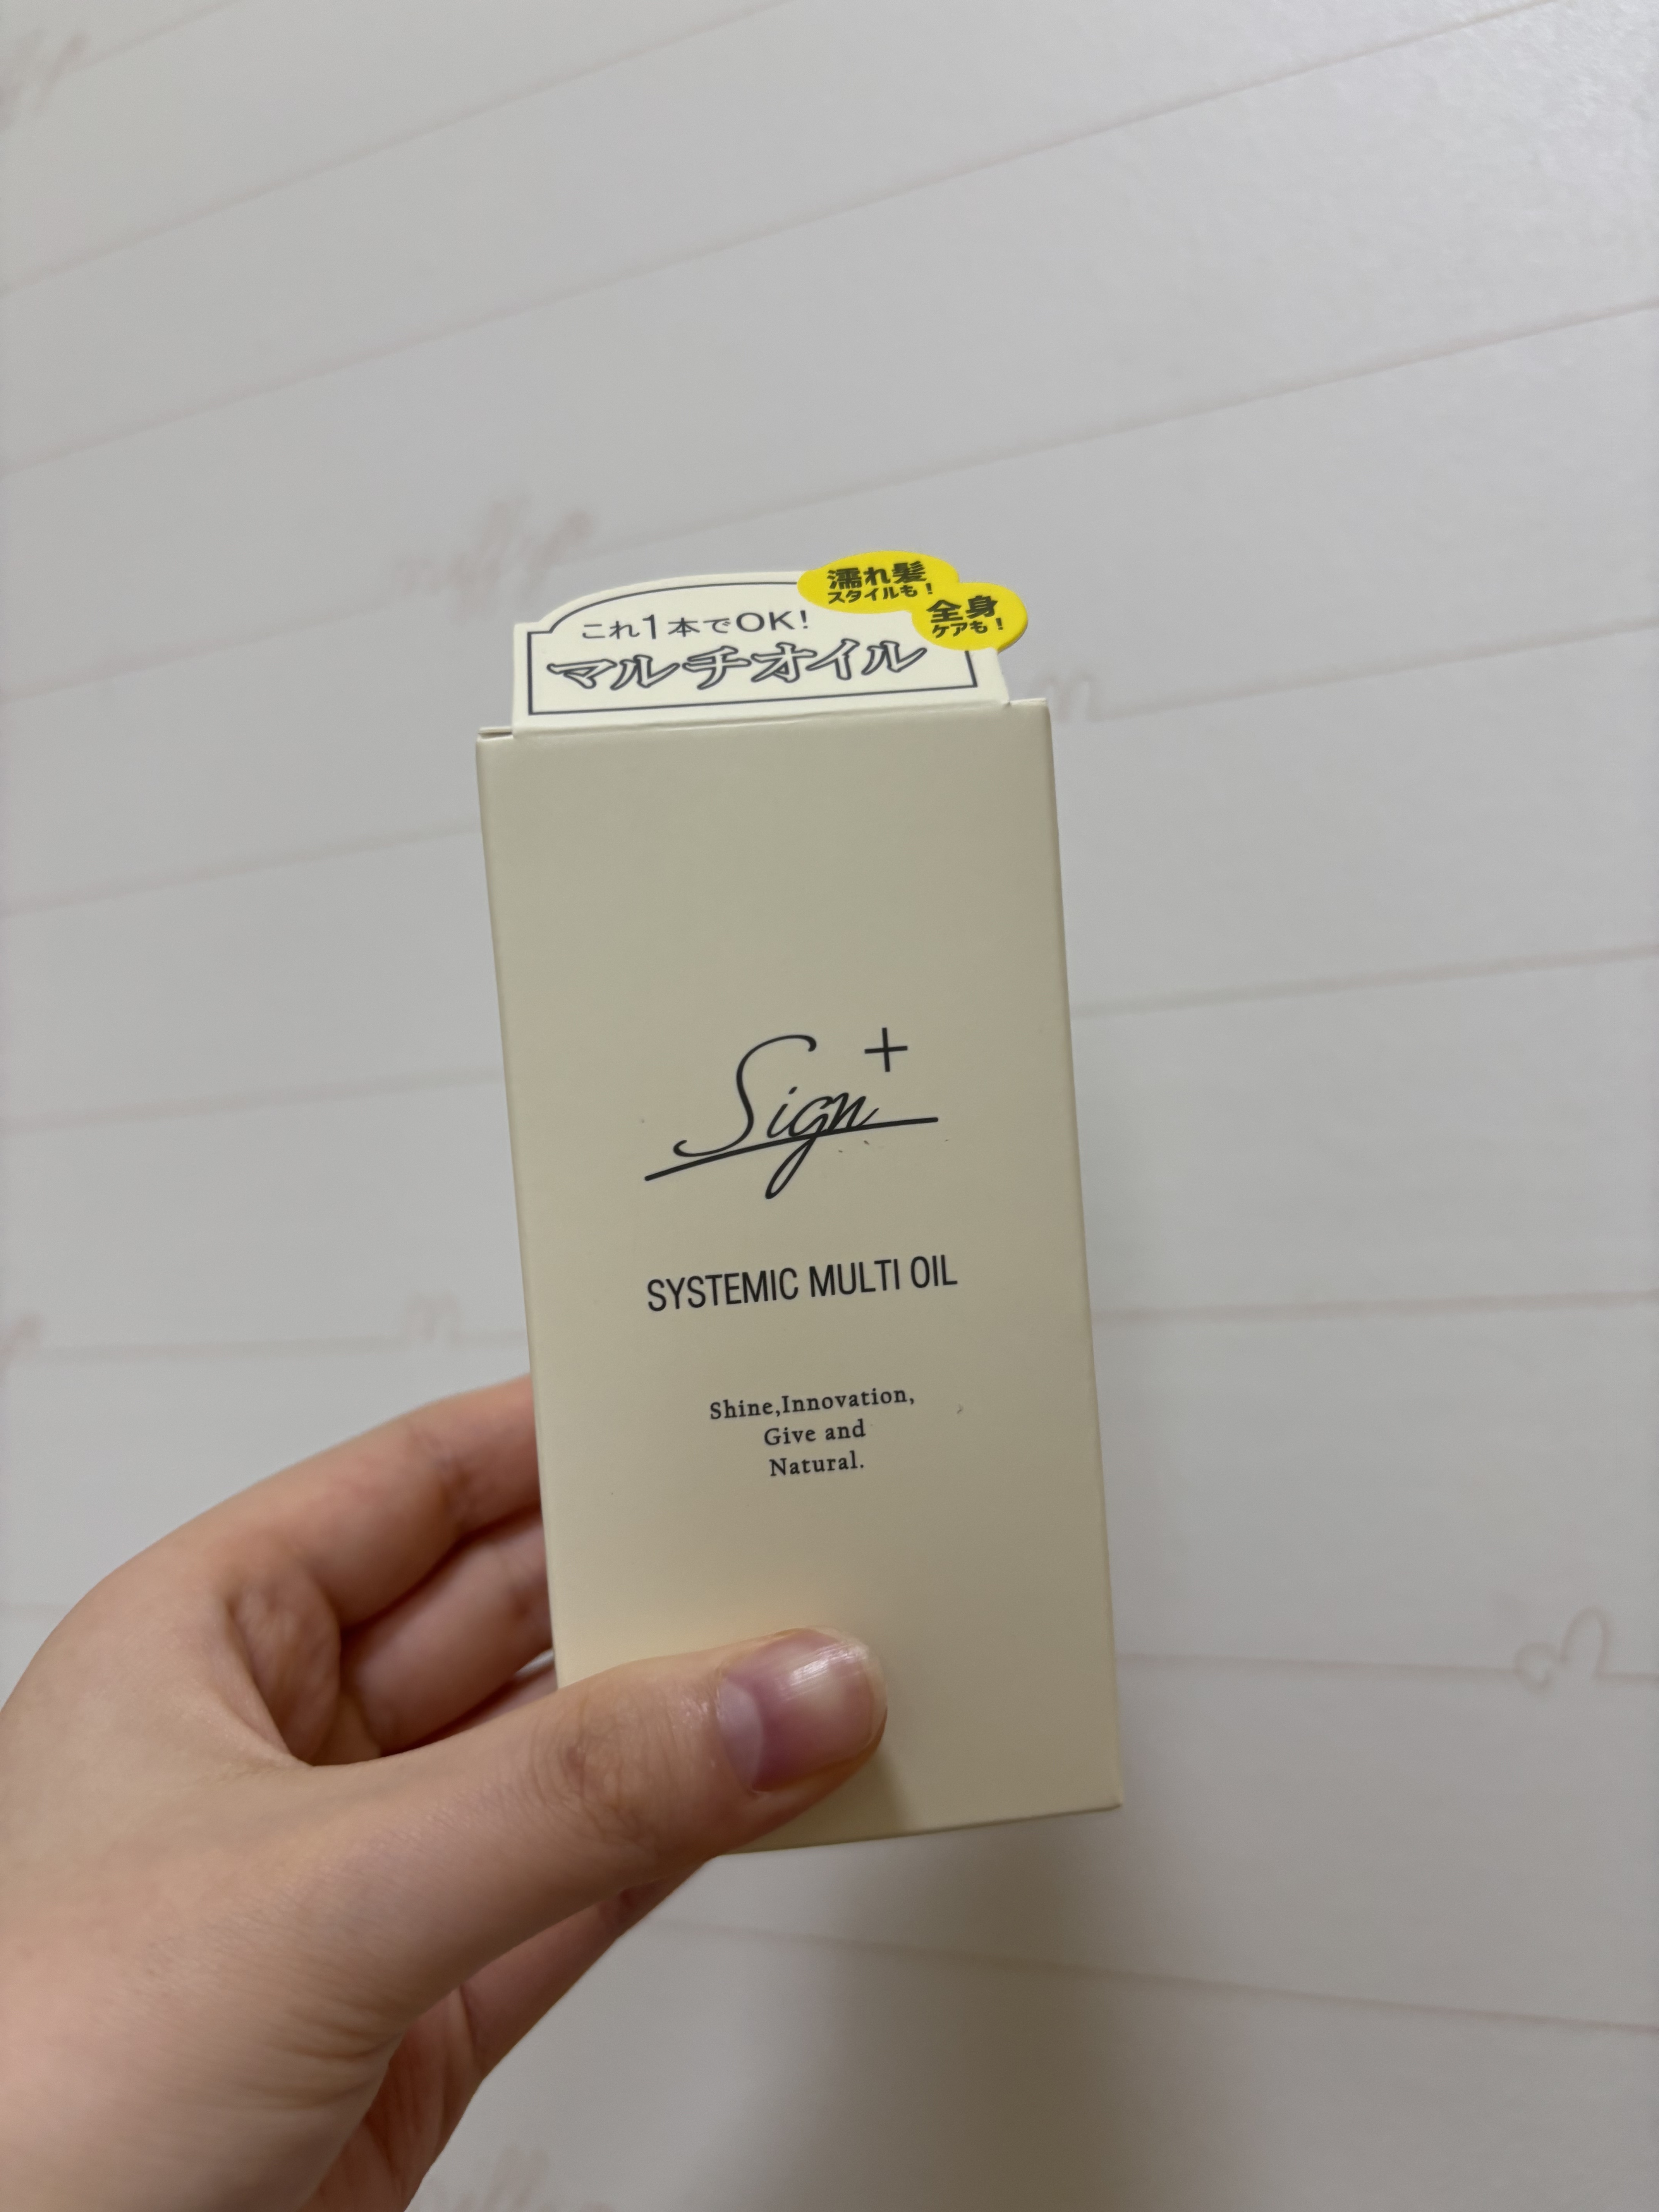 濡れ髪
スタイルも！
全身
ケアも！
これ1本でOK!
マルチオイル
Sign+
SYSTEMIC MULTI OIL
Shine,Innovation,
Give and
Natural.